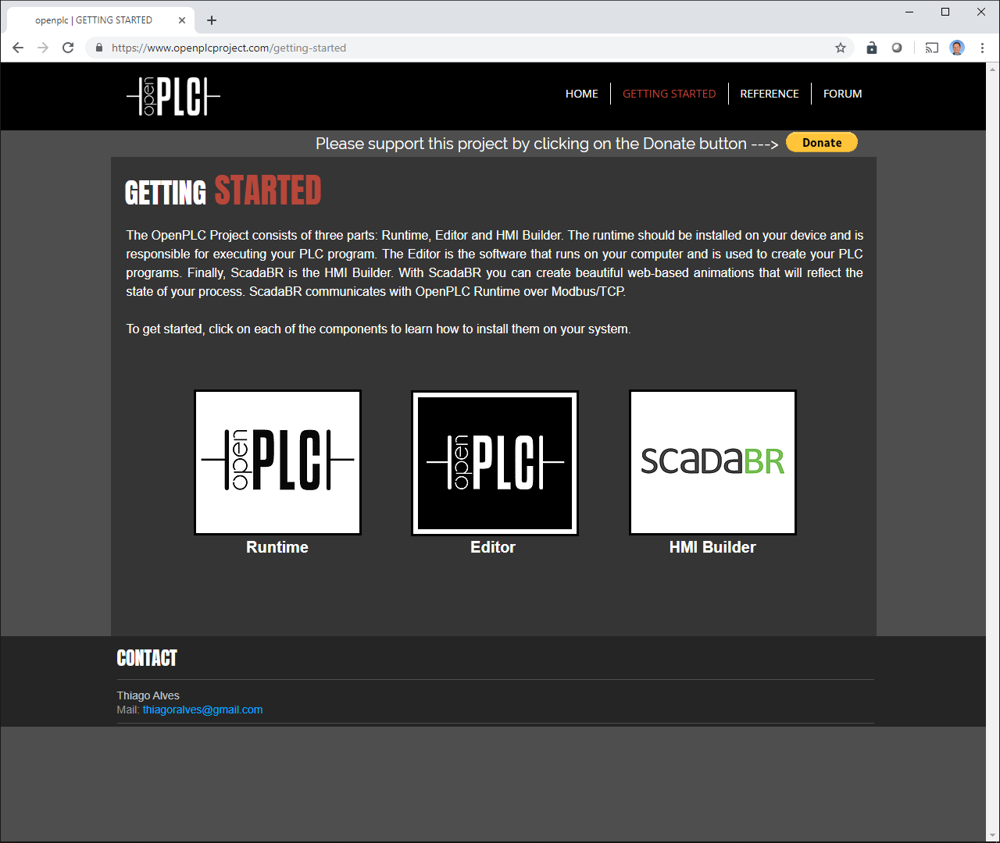 openplc | GETTING STARTED
https://www.openplcproject.com/getting-started
open PLC
HOME
GETTING STARTED
REFERENCE
FORUM
Please support this project by clicking on the Donate button --->
Donate
GETTING STARTED
The OpenPLC Project consists of three parts: Runtime, Editor and HMI Builder. The runtime should be installed on your device and is
responsible for executing your PLC program. The Editor is the software that runs on your computer and is used to create your PLC
programs. Finally, ScadaBR is the HMI Builder. With ScadaBR you can create beautiful web-based animations that will reflect the
state of your process. ScadaBR communicates with OpenPLC Runtime over Modbus/TCP.
To get started, click on each of the components to learn how to install them on your system.
open PLC
open PLC
scadaBR
Runtime
Editor
HMI Builder
CONTACT
Thiago Alves
Mail: thiagoralves@gmail.com